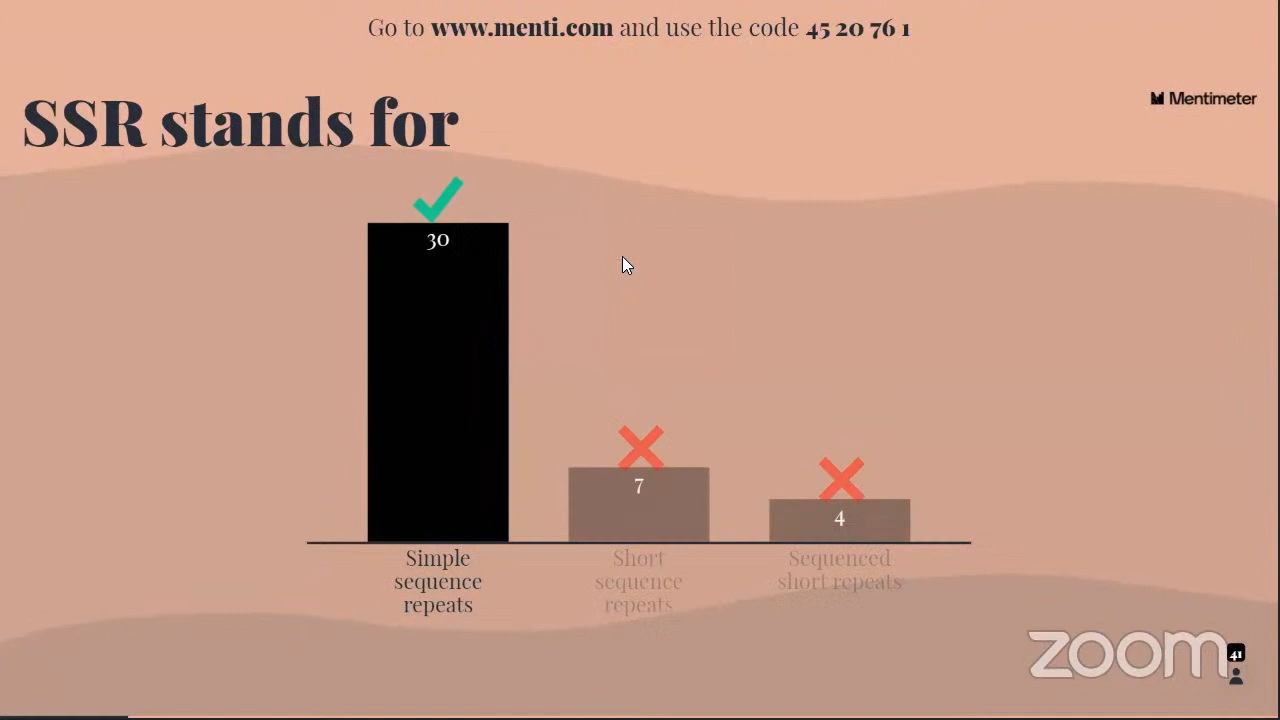 Go to www.menti.com and use the code 45 20 76 1
Mentimeter
SSR stands for
30
7
4
Simple
sequence
repeats
Short
sequence
repeats
Sequenced
short repeats
zoom
41